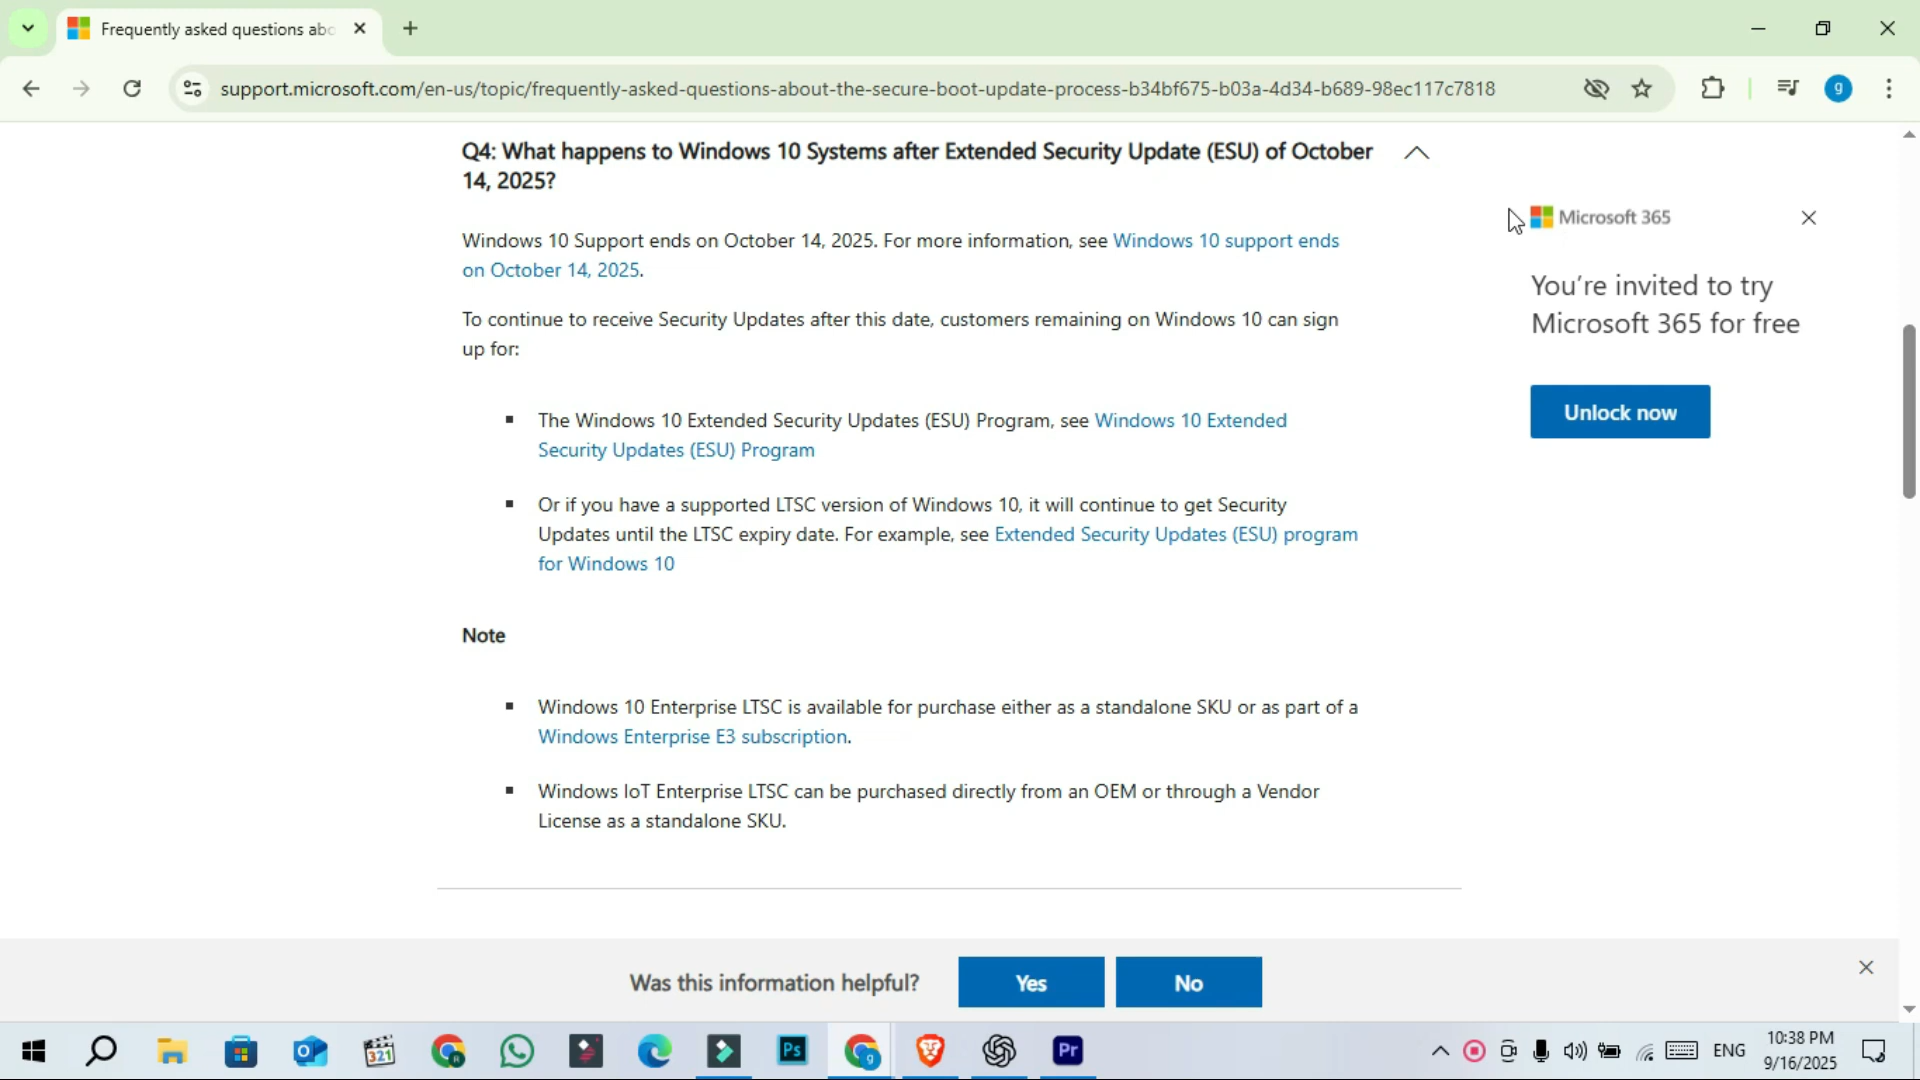 Frequently asked questions abo
support.microsoft.com/en-us/topic/frequently-asked-questions-about-the-secure-boot-update-process-b34bf675-b03a-4d34-b689-98ec117c7818
g
Q4: What happens to Windows 10 Systems after Extended Security Update (ESU) of October
14, 2025?
Windows 10 Support ends on October 14, 2025. For more information, see Windows 10 support ends
on October 14, 2025.
To continue to receive Security Updates after this date, customers remaining on Windows 10 can sign
up for:
The Windows 10 Extended Security Updates (ESU) Program, see Windows 10 Extended
Security Updates (ESU) Program
Or if you have a supported LTSC version of Windows 10, it will continue to get Security
Updates until the LTSC expiry date. For example, see Extended Security Updates (ESU) program
for Windows 10
Note
Windows 10 Enterprise LTSC is available for purchase either as a standalone SKU or as part of a
Windows Enterprise E3 subscription.
Windows IoT Enterprise LTSC can be purchased directly from an OEM or through a Vendor
License as a standalone SKU.
Microsoft 365
You're invited to try
Microsoft 365 for free
Unlock now
Was this information helpful?
Yes
No
321
R
Ps
g
Pr
ENG
10:38 PM
9/16/2025